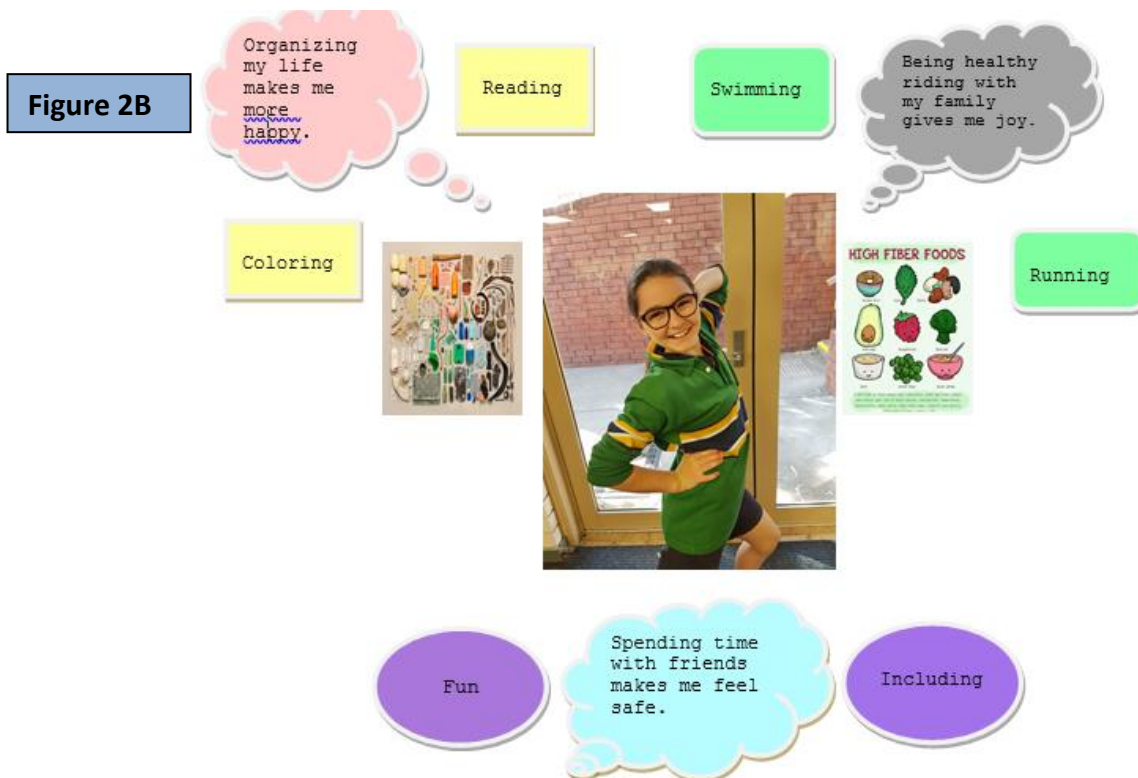 Figure 2B
Organizing
my life
makes me
more
happy.
Reading
Swimming
Being healthy
riding with
my family
gives me joy.
Coloring
HIGH FIBER FOODS
Running
Fun
Spending time
with friends
makes me feel
safe.
Including